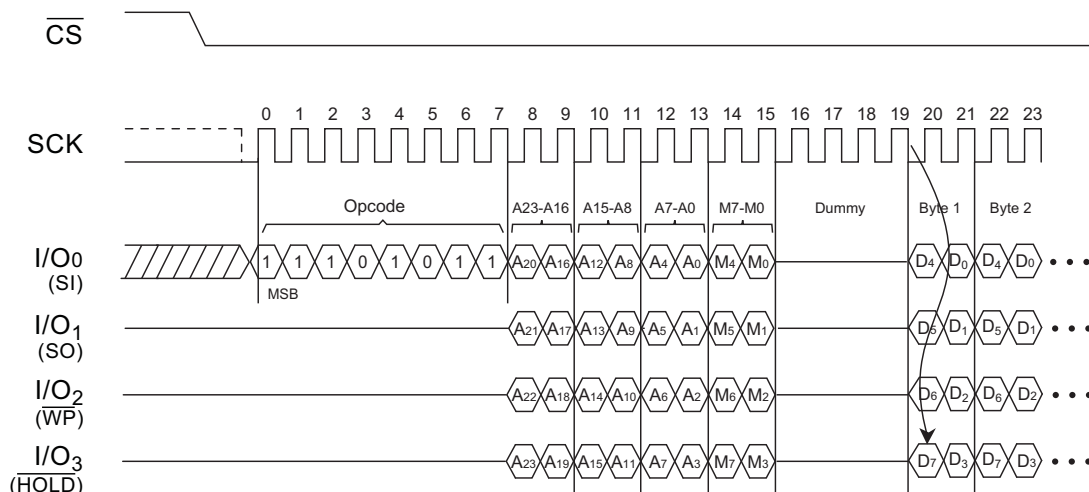 CS
0 1 2 3 4 5 6 7 8 9 10 11 12 13 14 15 16 17 18 19 20 21 22 23
SCK
Opcode A23-A16 A15-A8 A7-A0 M7-M0 Dummy Byte 1 Byte 2
I/O0 1 1 1 0 1 0 1 1 A20 A16 A12 A8 A4 A0 M4 M0 D4 D0 D4 D0 • • •
(SI)
MSB
I/O1 A21 A17 A13 A9 A5 A1 M5 M1 D5 D1 D5 D1 • • •
(SO)
I/O2 A22 A18 A14 A10 A6 A2 M6 M2 D6 D2 D6 D2 • • •
(WP)
I/O3 A23 A19 A15 A11 A7 A3 M7 M3 D7 D3 D7 D3 • • •
(HOLD)